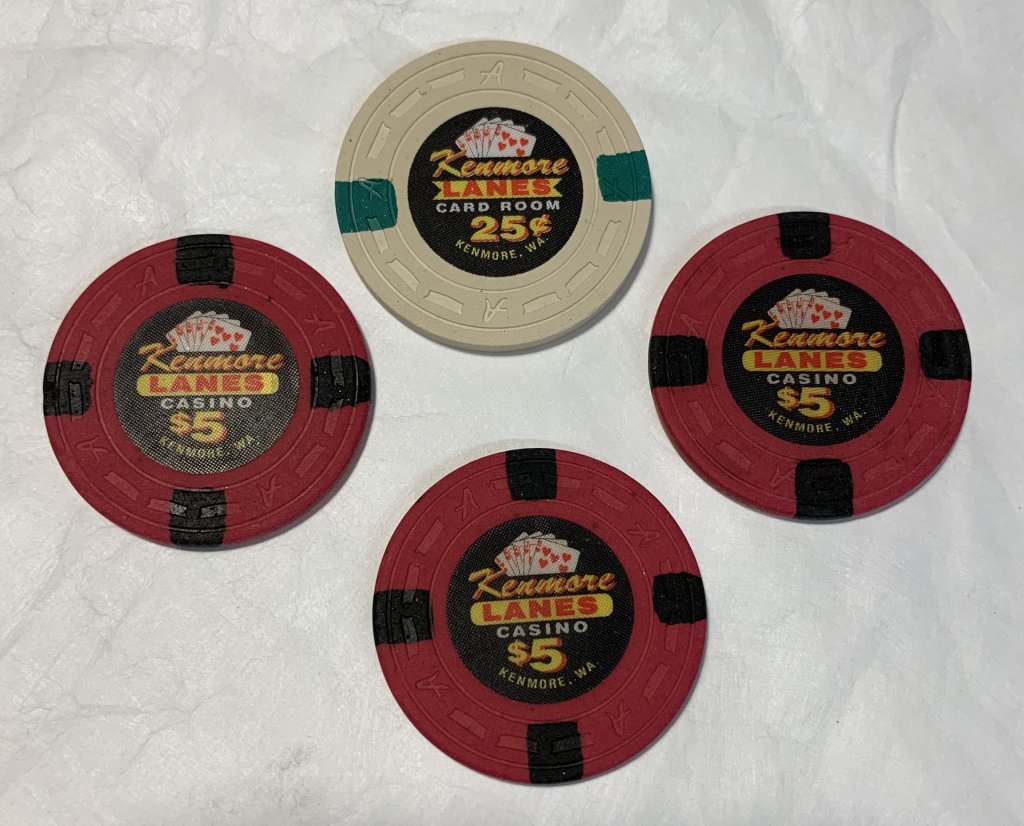 Kenmore
LANES
CARD ROOM
25¢
KENMORE, WA.
Kenmore
LANES
CASINO
$5
KENMORE, WA.
Kenmore
LANES
CASINO
$5
KENMORE, WA.
Kenmore
LANES
CASINO
$5
KENMORE, WA.
A
A
A
A
A
A
A
A
A
A
A
A
A